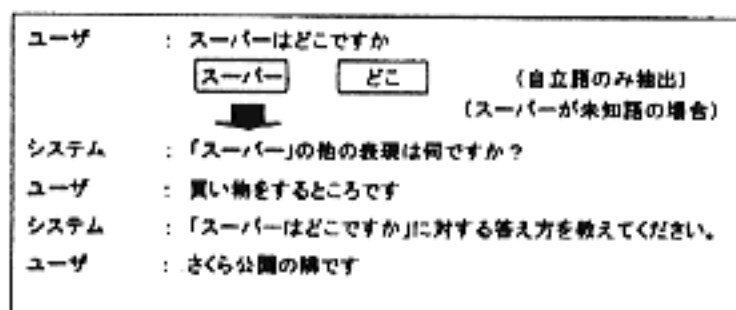 ユーザ : スーパーはどこですか
スーパー どこ (自立語のみ抽出)
(スーパーが未知語の場合)
システム : 「スーパー」の他の表現は何ですか?
ユーザ : 買い物をするところです
システム : 「スーパーはどこですか」に対する答え方を教えてください。
ユーザ : さくら公園の隣です